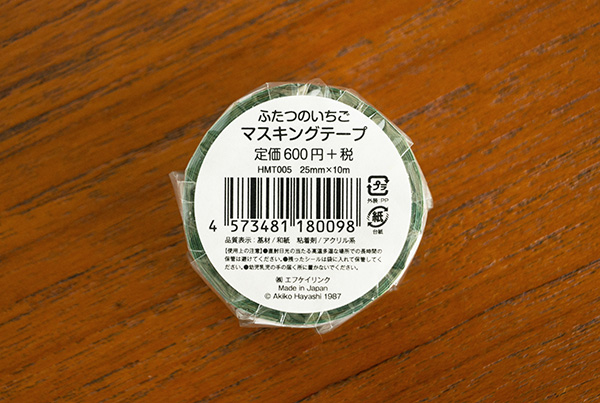 ふたつのいちご
マスキングテープ
定価600円+税
HMT005 25mm×10m
4 573481 180098
プラ
外装:PP
紙
台紙
品質表示:基材/和紙 粘着剤/アクリル系
【使用上の注意】●直射日光の当たる高温多湿な場所での長時間の
保管は避けてください。●残ったシールは袋に入れて保管してく
ださい。●幼児乳児の手の届く所に置かないでください。
㈱エフケイリンク
Made in Japan
© Akiko Hayashi 1987